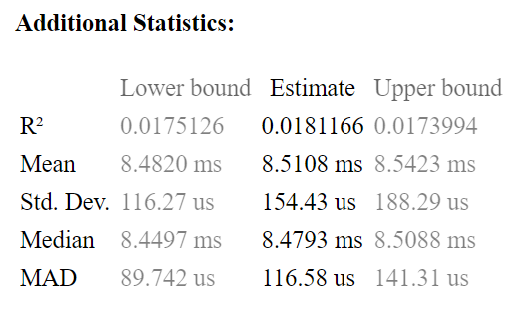 Additional Statistics:
Lower bound Estimate Upper bound
R² 0.0175126 0.0181166 0.0173994
Mean 8.4820 ms 8.5108 ms 8.5423 ms
Std. Dev. 116.27 us 154.43 us 188.29 us
Median 8.4497 ms 8.4793 ms 8.5088 ms
MAD 89.742 us 116.58 us 141.31 us